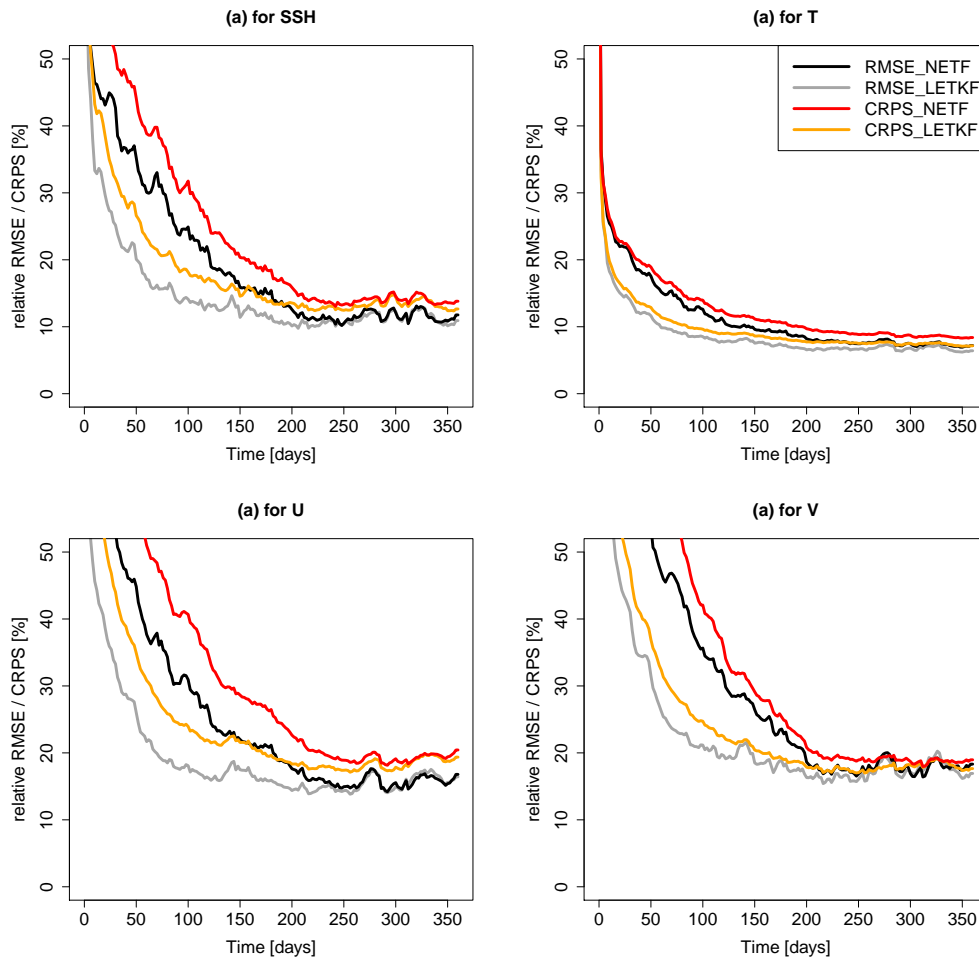 (a) for SSH
relative RMSE / CRPS [%]
50
40
30
20
10
0
0 50 100 150 200 250 300 350
Time [days]
(a) for T
RMSE_NETF
RMSE_LETKF
CRPS_NETF
CRPS_LETKF
relative RMSE / CRPS [%]
50
40
30
20
10
0
0 50 100 150 200 250 300 350
Time [days]
(a) for U
relative RMSE / CRPS [%]
50
40
30
20
10
0
0 50 100 150 200 250 300 350
Time [days]
(a) for V
relative RMSE / CRPS [%]
50
40
30
20
10
0
0 50 100 150 200 250 300 350
Time [days]